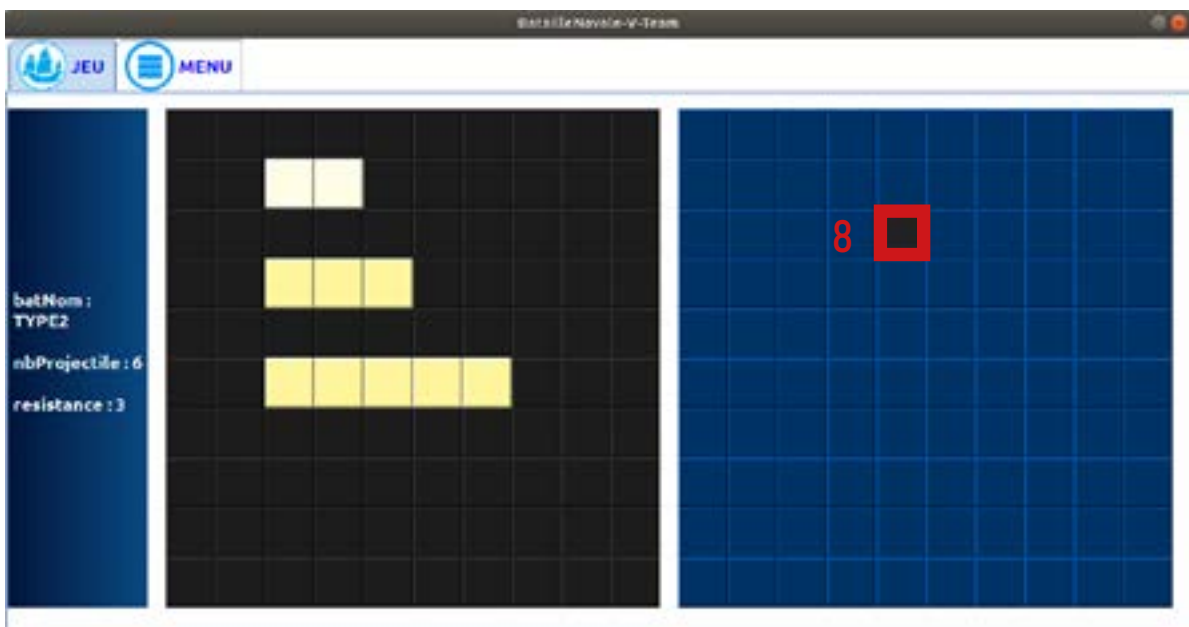 BatailleNavale-V-Team
JEU
MENU
8
batNom :
TYPE2
nbProjectile : 6
resistance : 3